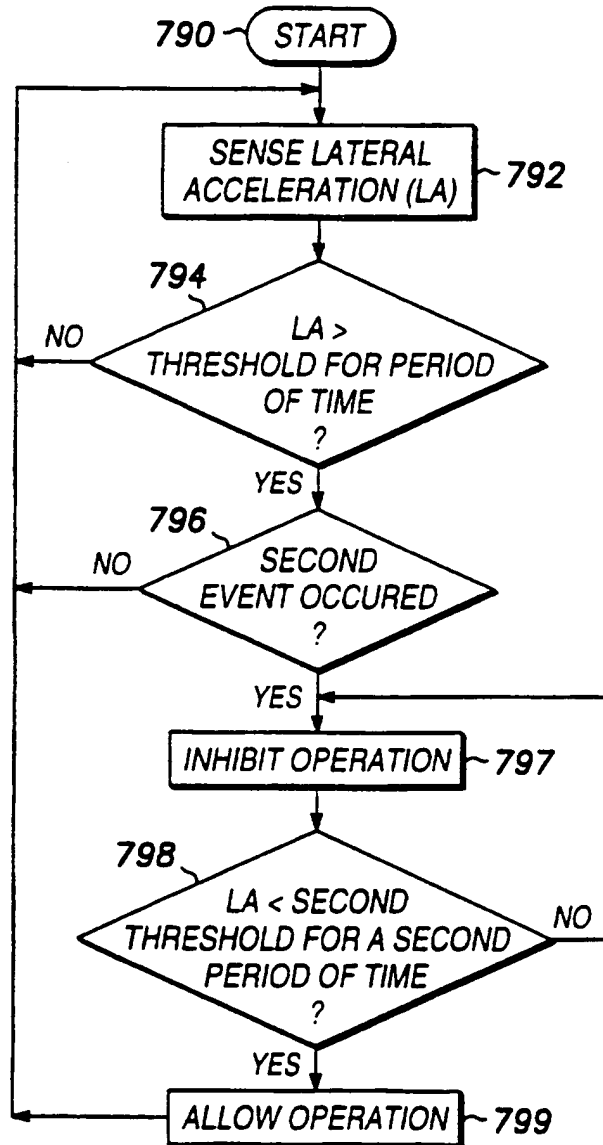 790
START
SENSE LATERAL
ACCELERATION (LA)
792
794
NO
LA >
THRESHOLD FOR PERIOD
OF TIME
?
YES
796
NO
SECOND
EVENT OCCURED
?
YES
INHIBIT OPERATION
797
798
LA < SECOND
THRESHOLD FOR A SECOND
PERIOD OF TIME
?
NO
YES
ALLOW OPERATION
799